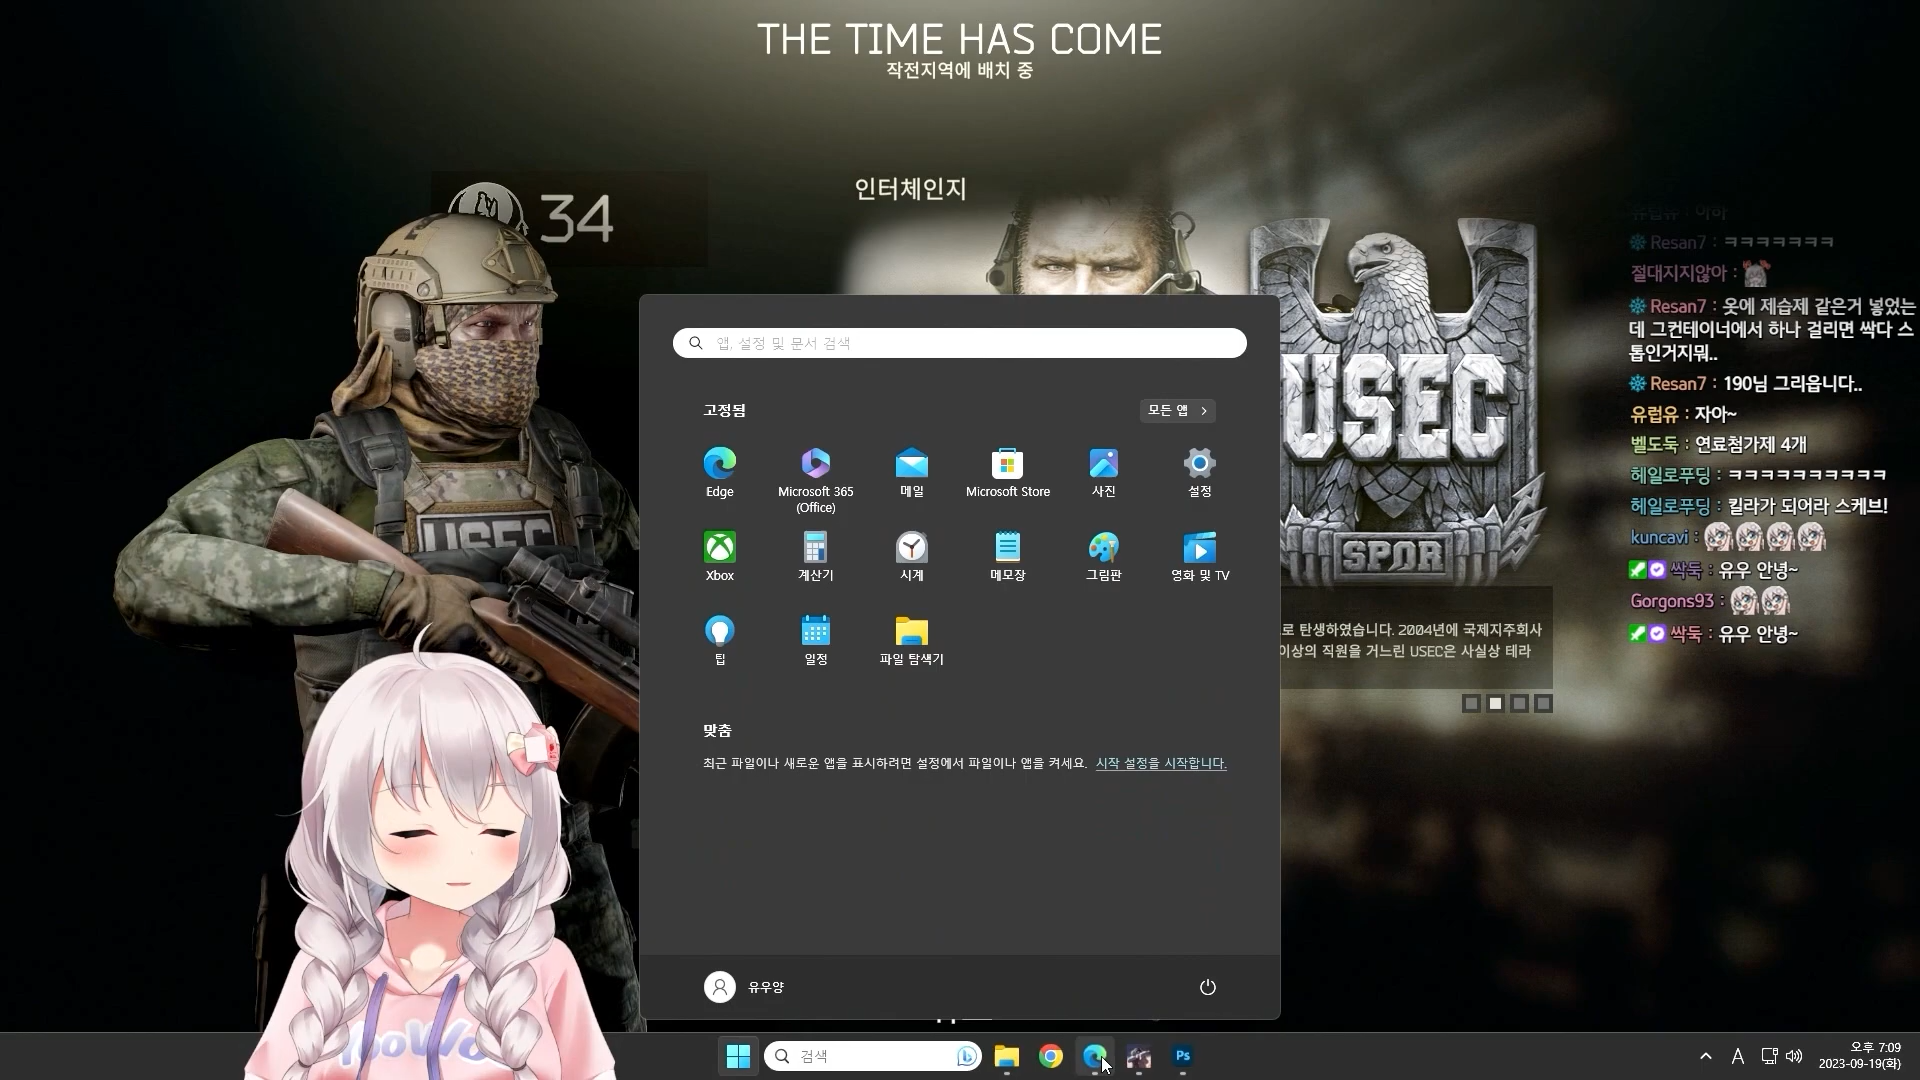 THE TIME HAS COME
작전지역에 배치 중
34
인터체인지
USEC
USEC
SPQR
로 탄생하였습니다. 2004년에 국제지주회사
이상의 직원을 거느린 USEC은 사실상 테라
앱, 설정 및 문서 검색
고정됨
모든 앱
Edge
Microsoft 365
(Office)
메일
Microsoft Store
사진
설정
Xbox
계산기
시계
메모장
그림판
영화 및 TV
팁
일정
파일 탐색기
맞춤
최근 파일이나 새로운 앱을 표시하려면 설정에서 파일이나 앱을 켜세요. 시작 설정을 시작합니다.
유우양
유럽유 : 이하
Resan7 : ㅋㅋㅋㅋㅋㅋㅋ
절대지지않아 :
Resan7 : 옷에 제습제 같은거 넣었는
데 그컨테이너에서 하나 걸리면 싹다 스
톱인거지뭐..
Resan7 : 190님 그리웁니다..
유럽유 : 자아~
벨도둑 : 연료첨가제 4개
헤일로푸딩 : ㅋㅋㅋㅋㅋㅋㅋㅋㅋㅋ
헤일로푸딩 : 킬라가 되어라 스케브!
kuncavi :
싹둑 : 유우 안녕~
Gorgons93 :
싹둑 : 유우 안녕~
검색
Ps
A
오후 7:09
2023-09-19(화)